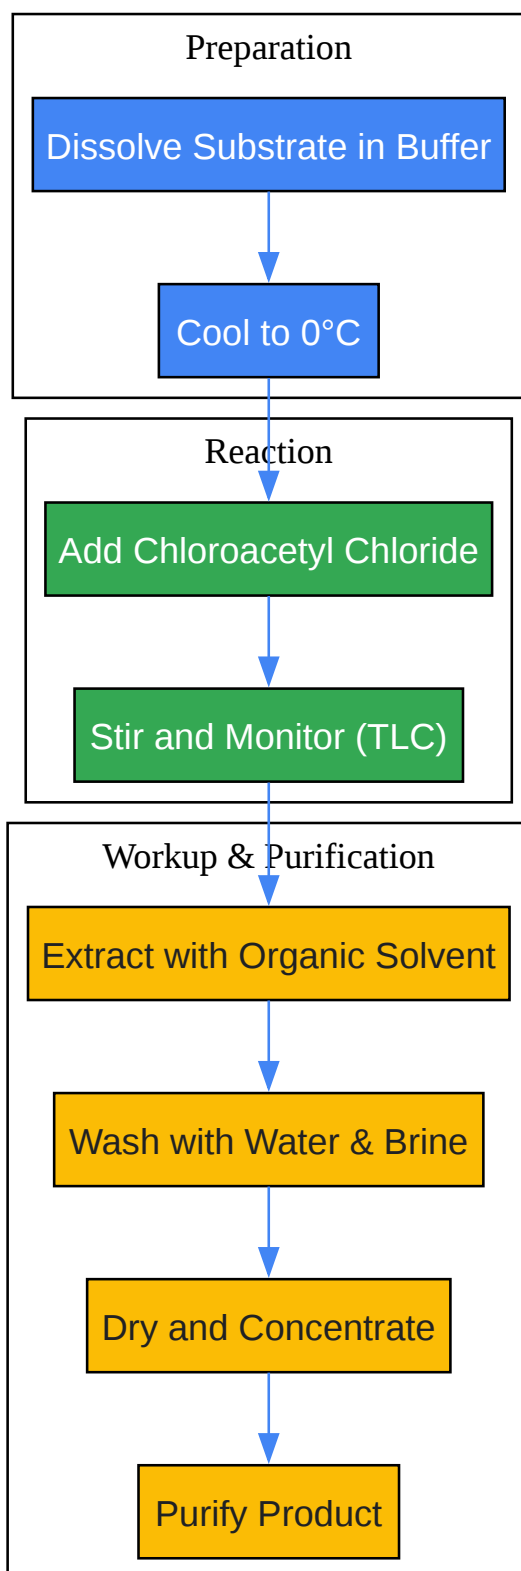 Preparation
Dissolve Substrate in Buffer
Cool to 0°C
Reaction
Add Chloroacetyl Chloride
Stir and Monitor (TLC)
Workup & Purification
Extract with Organic Solvent
Wash with Water & Brine
Dry and Concentrate
Purify Product